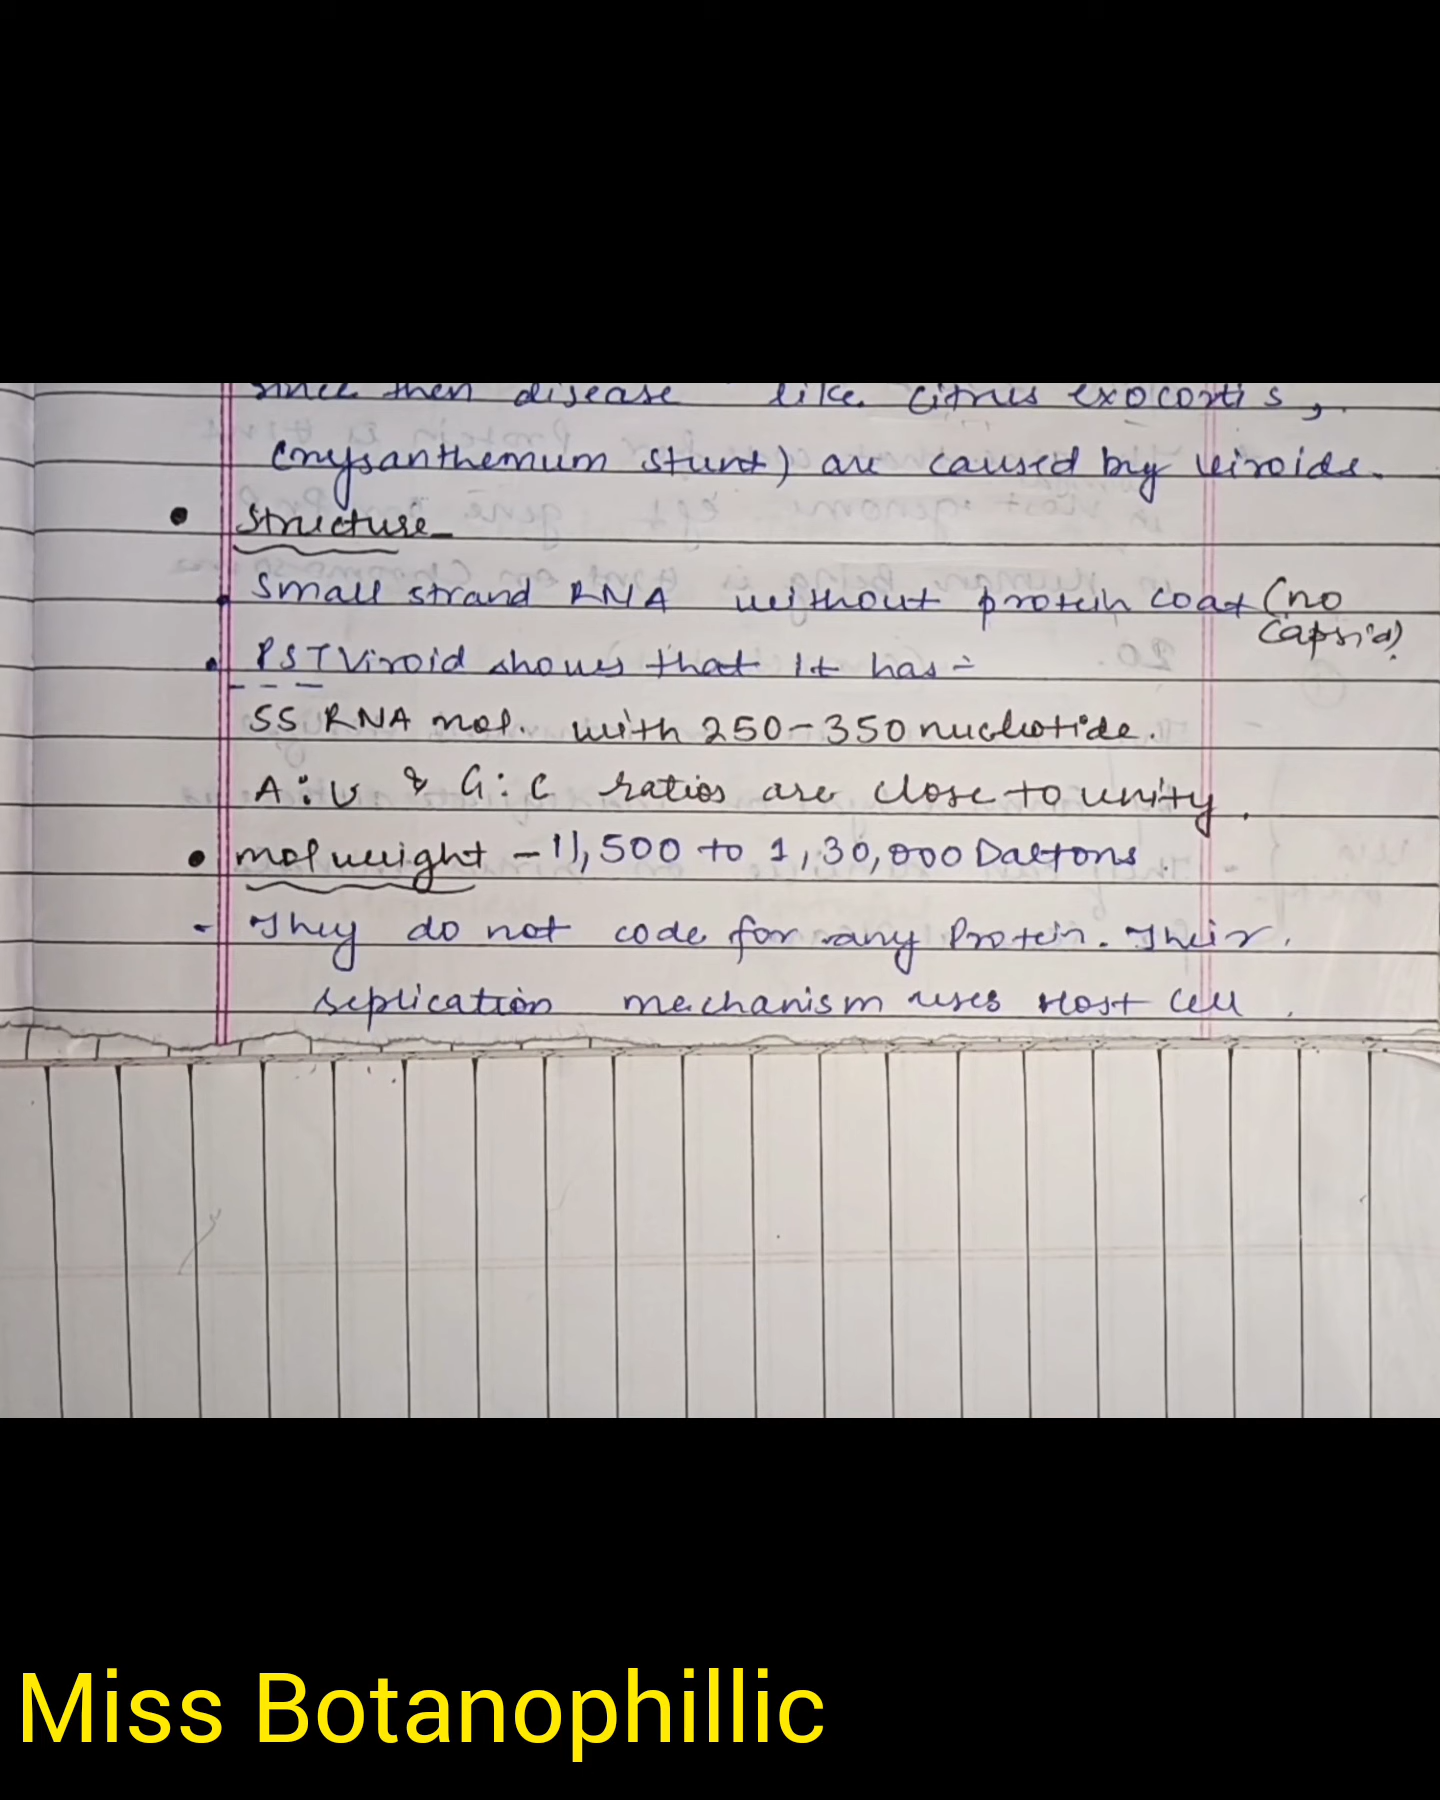 since then disease like citrus exocortis,
Crysanthemum stunt) are caused by viroids.
• Structure-
• Small strand RNA without protein coat (no
capsid).
• PSTViroid shows that it has-
SS RNA mol. with 250-350 nucleotide.
A:U & G:C ratios are close to unity.
• mol weight - 11,500 to 1,30,000 Daltons
- They do not code for any Protein. Their
replication mechanism uses Host cell
Miss Botanophillic